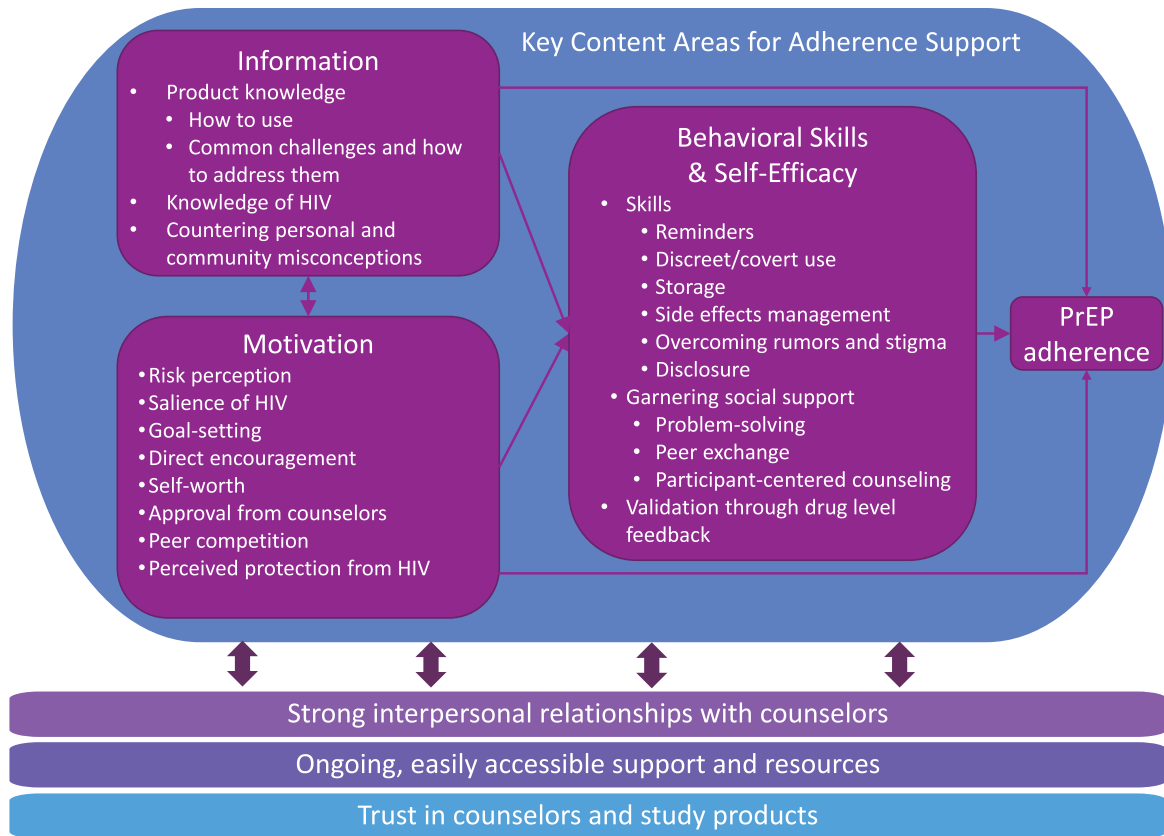 Key Content Areas for Adherence Support
Information
• Product knowledge
• How to use
• Common challenges and how
to address them
• Knowledge of HIV
• Countering personal and
community misconceptions
Motivation
•Risk perception
•Salience of HIV
•Goal-setting
•Direct encouragement
•Self-worth
•Approval from counselors
•Peer competition
•Perceived protection from HIV
Behavioral Skills
& Self-Efficacy
• Skills
• Reminders
• Discreet/covert use
• Storage
• Side effects management
• Overcoming rumors and stigma
• Disclosure
• Garnering social support
• Problem-solving
• Peer exchange
• Participant-centered counseling
• Validation through drug level
feedback
PrEP
adherence
Strong interpersonal relationships with counselors
Ongoing, easily accessible support and resources
Trust in counselors and study products